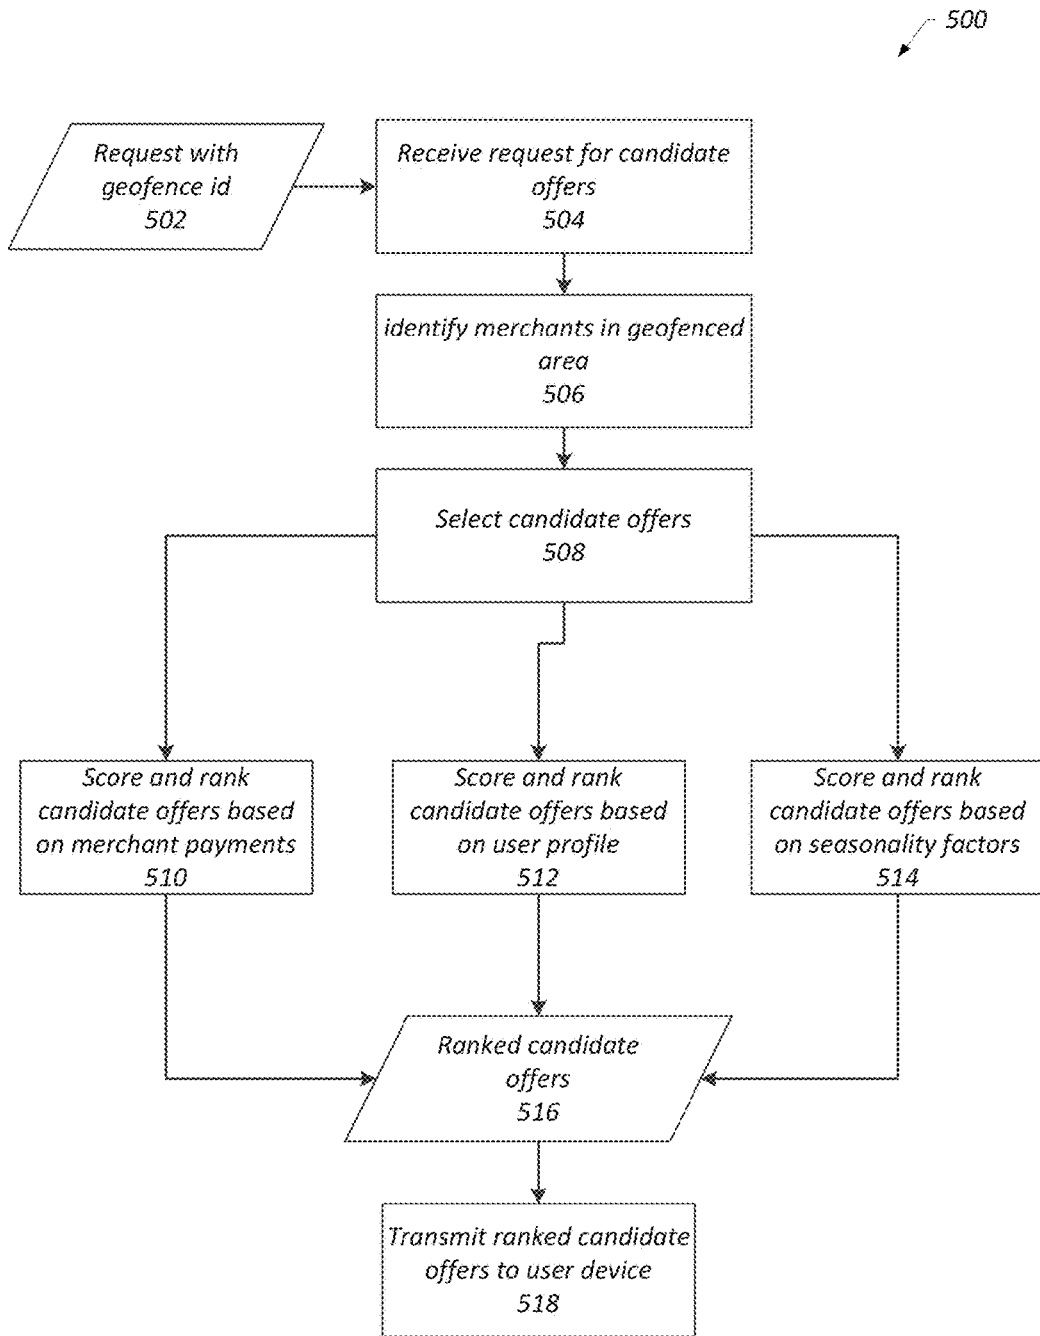 500
Request with
geofence id
502
Receive request for candidate
offers
504
identify merchants in geofenced
area
506
Select candidate offers
508
Score and rank
candidate offers based
on merchant payments
510
Score and rank
candidate offers based
on user profile
512
Score and rank
candidate offers based
on seasonality factors
514
Ranked candidate
offers
516
Transmit ranked candidate
offers to user device
518